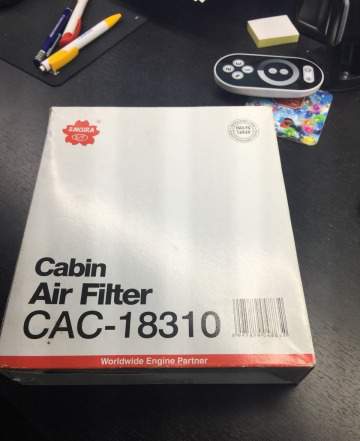 SAKURA
®
Cabin
Air Filter
CAC-18310
Worldwide Engine Partner